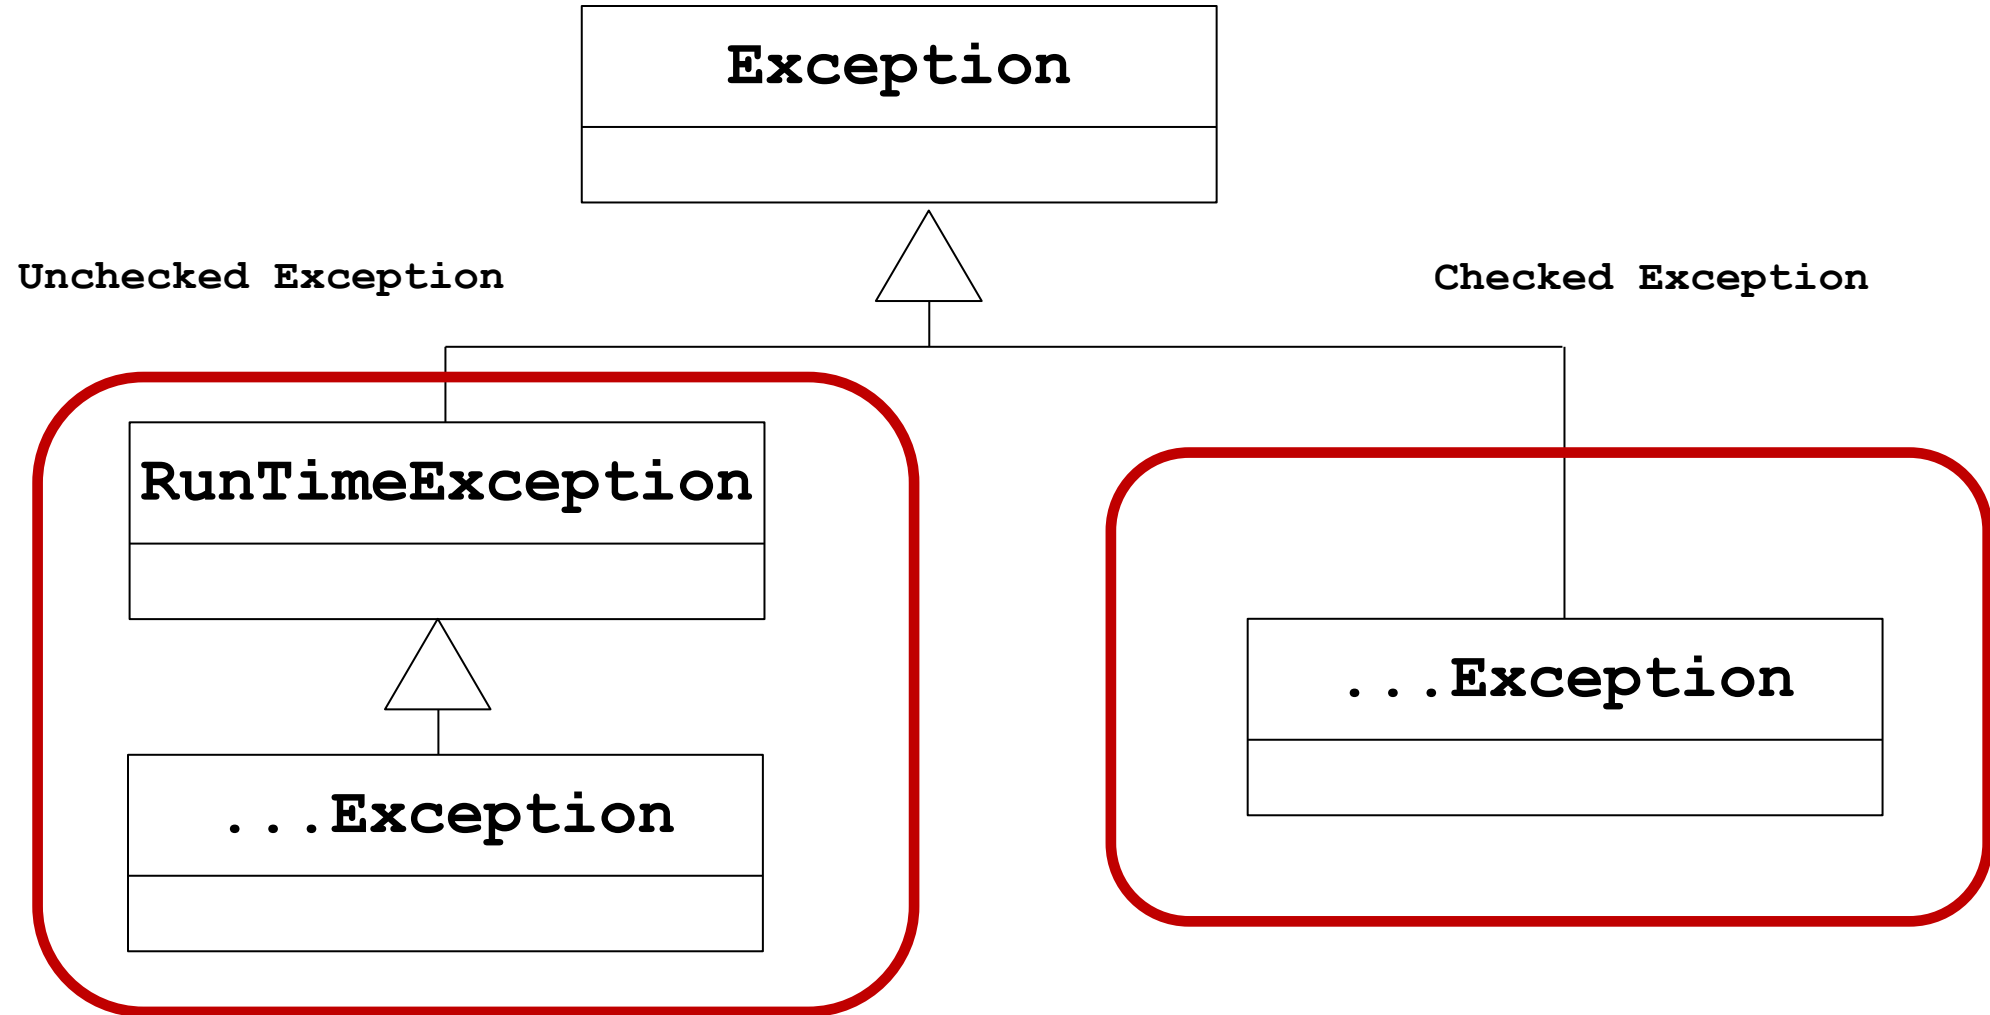 Exception
Unchecked Exception
Checked Exception
RunTimeException
...Exception
...Exception